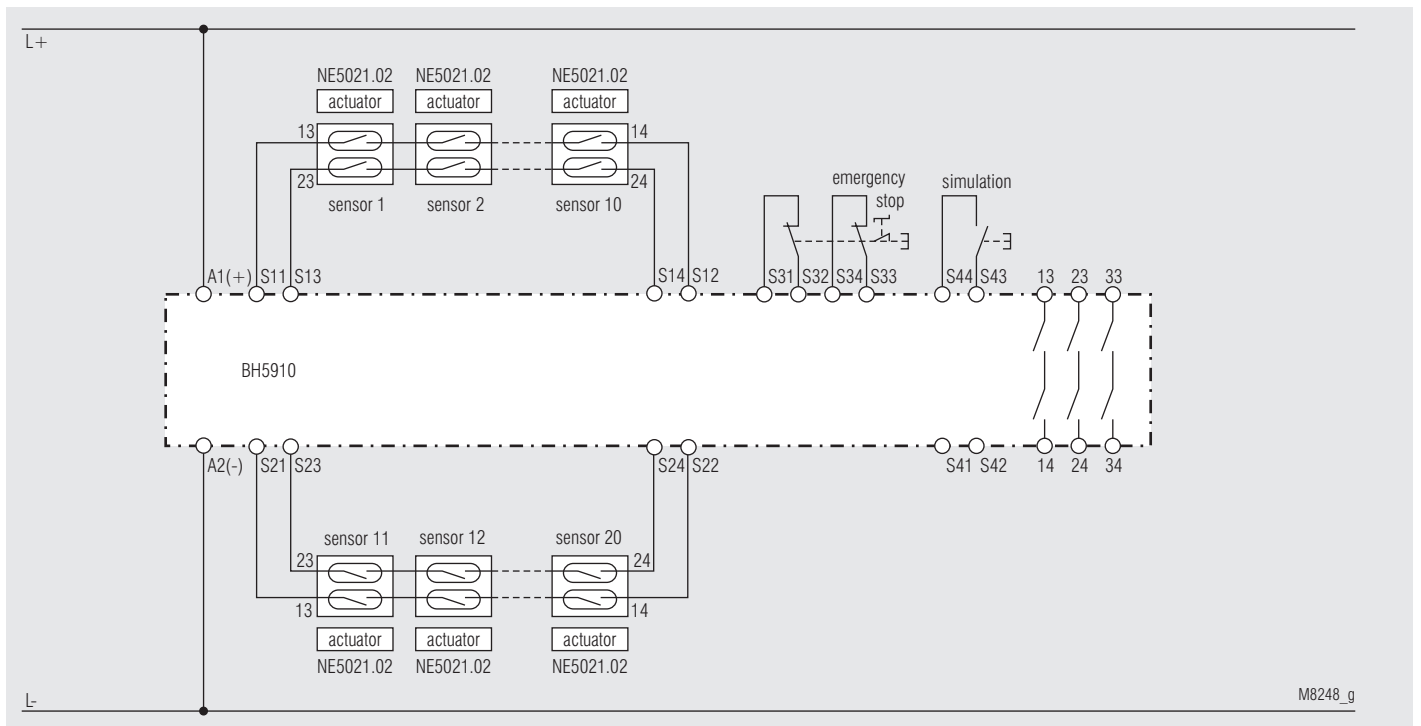 L+
NE5021.02 NE5021.02 NE5021.02
actuator actuator actuator
13 14
23 24
sensor 1 sensor 2 sensor 10
emergency stop
simulation
A1(+) S11 S13 S14 S12 S31 S32 S34 S33 S44 S43 13 23 33
BH5910
A2(-) S21 S23 S24 S22 S41 S42 14 24 34
sensor 11 sensor 12 sensor 20
23 24
13 14
actuator actuator actuator
NE5021.02 NE5021.02 NE5021.02
L-
M8248_g